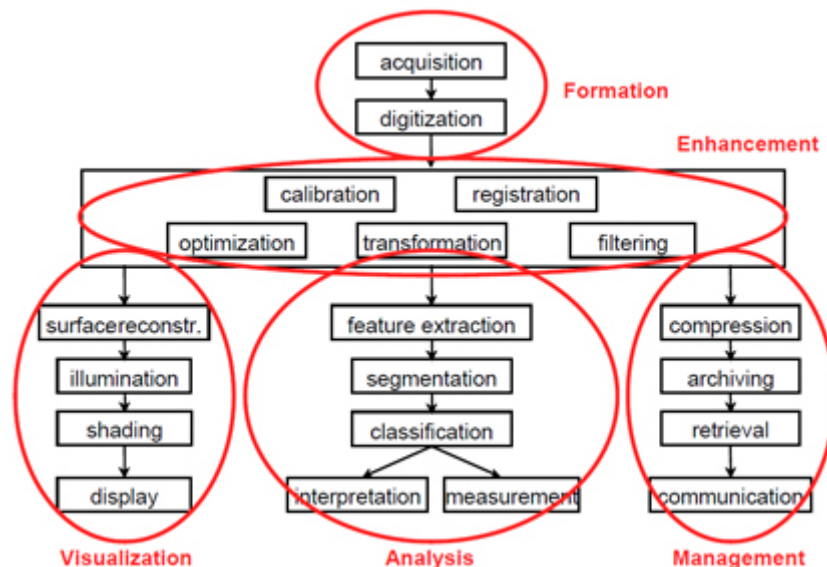 acquisition
Formation
digitization
Enhancement
calibration registration
optimization transformation filtering
surfacereconstr. feature extraction compression
illumination segmentation archiving
shading classification retrieval
display interpretation measurement communication
Visualization Analysis Management